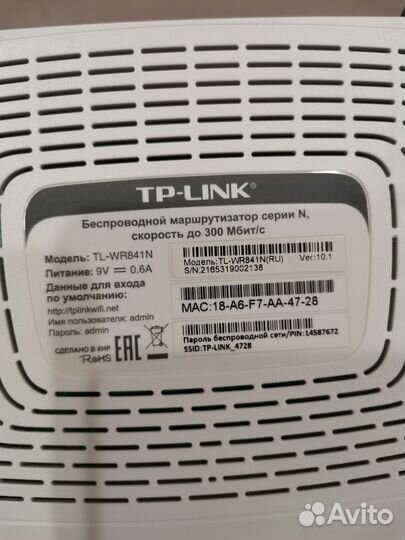 TP-LINK®
Беспроводной маршрутизатор серии N,
скорость до 300 Мбит/с
Модель: TL-WR841N
Питание: 9V ⎓ 0.6A
Данные для входа
по умолчанию:
http://tplinkwifi.net
Имя пользователя: admin
Пароль: admin
СДЕЛАНО В КНР
RoHS
EAC
Модель:TL-WR841N(RU) Ver:10.1
S/N:2165319002138
MAC:18-A6-F7-AA-47-28
Пароль беспроводной сети/PIN:14587672
SSID:TP-LINK_4728
Avito